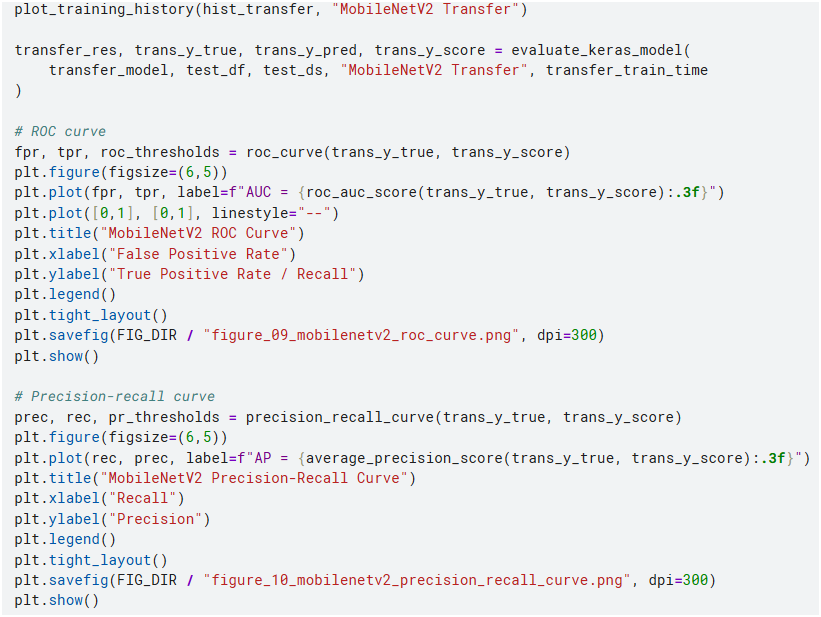 plot_training_history(hist_transfer, "MobileNetV2 Transfer")
transfer_res, trans_y_true, trans_y_pred, trans_y_score = evaluate_keras_model(
    transfer_model, test_df, test_ds, "MobileNetV2 Transfer", transfer_train_time
)
# ROC curve
fpr, tpr, roc_thresholds = roc_curve(trans_y_true, trans_y_score)
plt.figure(figsize=(6,5))
plt.plot(fpr, tpr, label=f"AUC = {roc_auc_score(trans_y_true, trans_y_score):.3f}")
plt.plot([0,1], [0,1], linestyle="--")
plt.title("MobileNetV2 ROC Curve")
plt.xlabel("False Positive Rate")
plt.ylabel("True Positive Rate / Recall")
plt.legend()
plt.tight_layout()
plt.savefig(FIG_DIR / "figure_09_mobilenetv2_roc_curve.png", dpi=300)
plt.show()
# Precision-recall curve
prec, rec, pr_thresholds = precision_recall_curve(trans_y_true, trans_y_score)
plt.figure(figsize=(6,5))
plt.plot(rec, prec, label=f"AP = {average_precision_score(trans_y_true, trans_y_score):.3f}")
plt.title("MobileNetV2 Precision-Recall Curve")
plt.xlabel("Recall")
plt.ylabel("Precision")
plt.legend()
plt.tight_layout()
plt.savefig(FIG_DIR / "figure_10_mobilenetv2_precision_recall_curve.png", dpi=300)
plt.show()